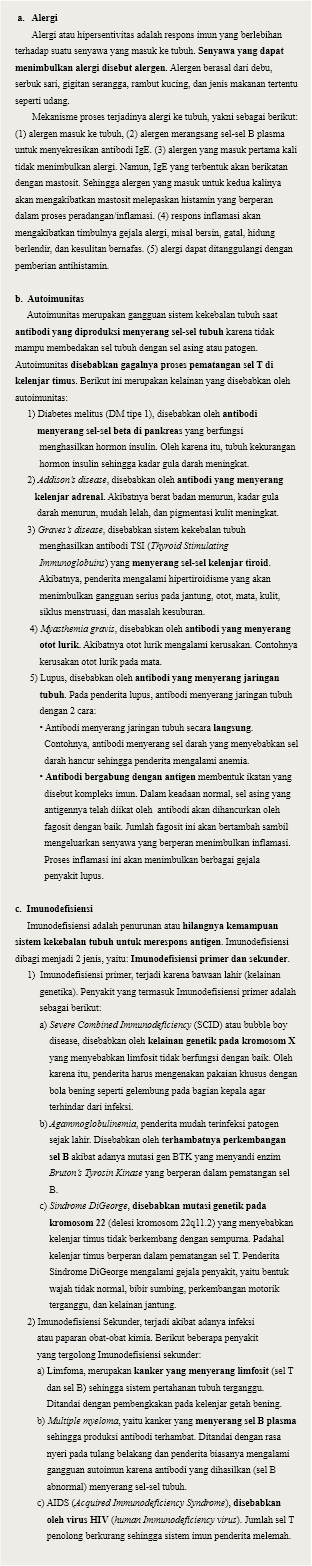 a. Alergi
Alergi atau hipersentivitas adalah respons imun yang berlebihan
terhadap suatu senyawa yang masuk ke tubuh. Senyawa yang dapat
menimbulkan alergi disebut alergen. Alergen berasal dari debu,
serbuk sari, gigitan serangga, rambut kucing, dan jenis makanan tertentu
seperti udang.
Mekanisme proses terjadinya alergi ke tubuh, yakni sebagai berikut:
(1) alergen masuk ke tubuh, (2) alergen merangsang sel-sel B plasma
untuk menyekresikan antibodi IgE. (3) alergen yang masuk pertama kali
tidak menimbulkan alergi. Namun, IgE yang terbentuk akan berikatan
dengan mastosit. Sehingga alergen yang masuk untuk kedua kalinya
akan mengakibatkan mastosit melepaskan histamin yang berperan
dalam proses peradangan/inflamasi. (4) respons inflamasi akan
mengakibatkan timbulnya gejala alergi, misal bersin, gatal, hidung
berlendir, dan kesulitan bernafas. (5) alergi dapat ditanggulangi dengan
pemberian antihistamin.
b. Autoimunitas
Autoimunitas merupakan gangguan sistem kekebalan tubuh saat
antibodi yang diproduksi menyerang sel-sel tubuh karena tidak
mampu membedakan sel tubuh dengan sel asing atau patogen.
Autoimunitas disebabkan gagalnya proses pematangan sel T di
kelenjar timus. Berikut ini merupakan kelainan yang disebabkan oleh
autoimunitas:
1) Diabetes melitus (DM tipe 1), disebabkan oleh antibodi
menyerang sel-sel beta di pankreas yang berfungsi
menghasilkan hormon insulin. Oleh karena itu, tubuh kekurangan
hormon insulin sehingga kadar gula darah meningkat.
2) Addison's disease, disebabkan oleh antibodi yang menyerang
kelenjar adrenal. Akibatnya berat badan menurun, kadar gula
darah menurun, mudah lelah, dan pigmentasi kulit meningkat.
3) Graves's disease, disebabkan sistem kekebalan tubuh
menghasilkan antibodi TSI (Thyroid Stimulating
Immunoglobuins) yang menyerang sel-sel kelenjar tiroid.
Akibatnya, penderita mengalami hipertiroidisme yang akan
menimbulkan gangguan serius pada jantung, otot, mata, kulit,
siklus menstruasi, dan masalah kesuburan.
4) Myasthemia gravis, disebabkan oleh antibodi yang menyerang
otot lurik. Akibatnya otot lurik mengalami kerusakan. Contohnya
kerusakan otot lurik pada mata.
5) Lupus, disebabkan oleh antibodi yang menyerang jaringan
tubuh. Pada penderita lupus, antibodi menyerang jaringan tubuh
dengan 2 cara:
• Antibodi menyerang jaringan tubuh secara langsung.
Contohnya, antibodi menyerang sel darah yang menyebabkan sel
darah hancur sehingga penderita mengalami anemia.
• Antibodi bergabung dengan antigen membentuk ikatan yang
disebut kompleks imun. Dalam keadaan normal, sel asing yang
antigennya telah diikat oleh antibodi akan dihancurkan oleh
fagosit dengan baik. Jumlah fagosit ini akan bertambah sambil
mengeluarkan senyawa yang berperan menimbulkan inflamasi.
Proses inflamasi ini akan menimbulkan berbagai gejala
penyakit lupus.
c. Imunodefisiensi
Imunodefisiensi adalah penurunan atau hilangnya kemampuan
sistem kekebalan tubuh untuk merespons antigen. Imunodefisiensi
dibagi menjadi 2 jenis, yaitu: Imunodefisiensi primer dan sekunder.
1) Imunodefisiensi primer, terjadi karena bawaan lahir (kelainan
genetika). Penyakit yang termasuk Imunodefisiensi primer adalah
sebagai berikut:
a) Severe Combined Immunodeficiency (SCID) atau bubble boy
disease, disebabkan oleh kelainan genetik pada kromosom X
yang menyebabkan limfosit tidak berfungsi dengan baik. Oleh
karena itu, penderita harus mengenakan pakaian khusus dengan
bola bening seperti gelembung pada bagian kepala agar
terhindar dari infeksi.
b) Agammoglobulinemia, penderita mudah terinfeksi patogen
sejak lahir. Disebabkan oleh terhambatnya perkembangan
sel B akibat adanya mutasi gen BTK yang menyandi enzim
Bruton's Tyrosin Kinase yang berperan dalam pematangan sel
B.
c) Sindrome DiGeorge, disebabkan mutasi genetik pada
kromosom 22 (delesi kromosom 22q11.2) yang menyebabkan
kelenjar timus tidak berkembang dengan sempurna. Padahal
kelenjar timus berperan dalam pematangan sel T. Penderita
Sindrome DiGeorge mengalami gejala penyakit, yaitu bentuk
wajah tidak normal, bibir sumbing, perkembangan motorik
terganggu, dan kelainan jantung.
2) Imunodefisiensi Sekunder, terjadi akibat adanya infeksi
atau paparan obat-obat kimia. Berikut beberapa penyakit
yang tergolong Imunodefisiensi sekunder:
a) Limfoma, merupakan kanker yang menyerang limfosit (sel T
dan sel B) sehingga sistem pertahanan tubuh terganggu.
Ditandai dengan pembengkakan pada kelenjar getah bening.
b) Multiple myeloma, yaitu kanker yang menyerang sel B plasma
sehingga produksi antibodi terhambat. Ditandai dengan rasa
nyeri pada tulang belakang dan penderita biasanya mengalami
gangguan autoimun karena antibodi yang dihasilkan (sel B
abnormal) menyerang sel-sel tubuh.
c) AIDS (Acquired Immunodeficiency Syndrome), disebabkan
oleh virus HIV (human Immunodeficiency virus). Jumlah sel T
penolong berkurang sehingga sistem imun penderita melemah.